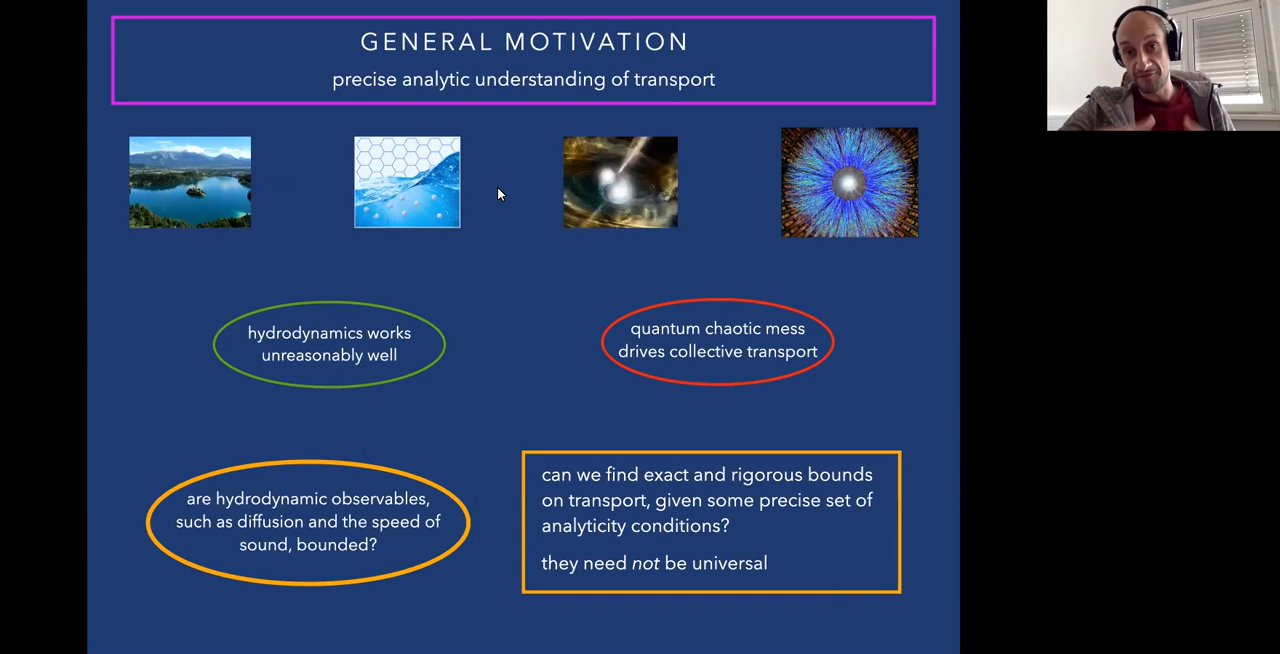 GENERAL MOTIVATION
precise analytic understanding of transport
hydrodynamics works
unreasonably well
quantum chaotic mess
drives collective transport
are hydrodynamic observables,
such as diffusion and the speed of
sound, bounded?
can we find exact and rigorous bounds
on transport, given some precise set of
analyticity conditions?
they need not be universal